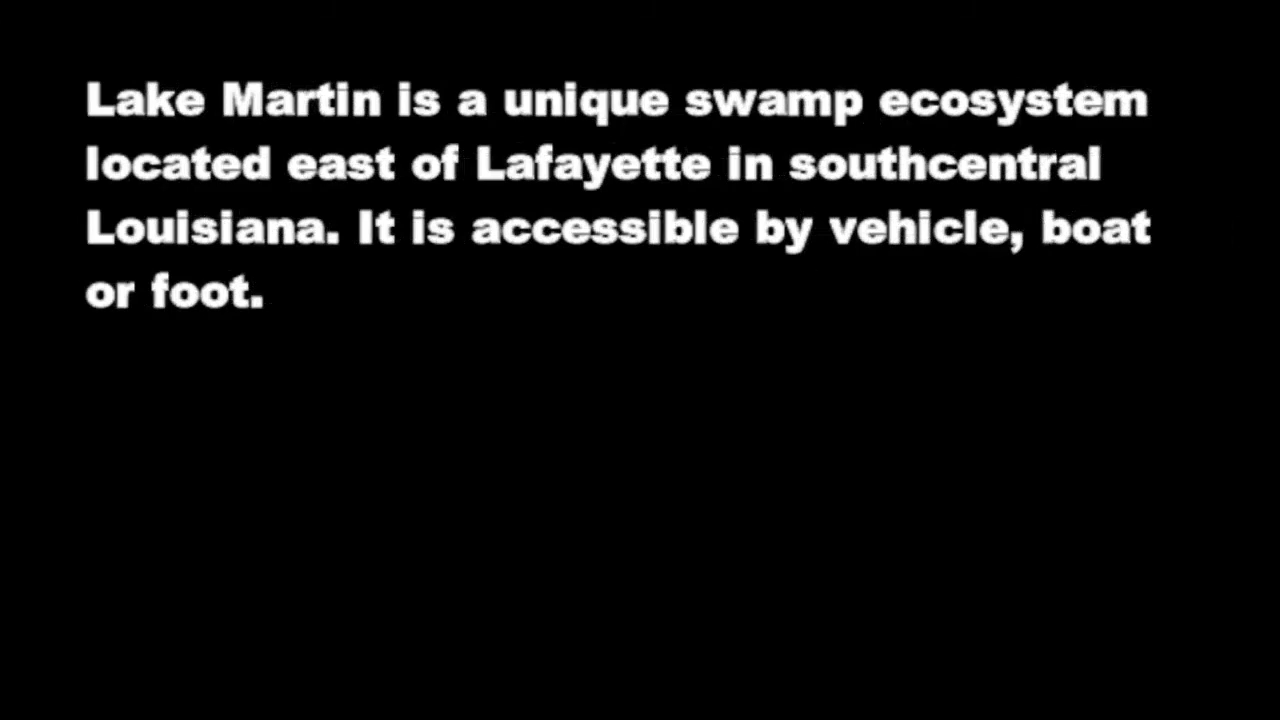 Lake Martin is a unique swamp ecosystem
located east of Lafayette in southcentral
Louisiana. It is accessible by vehicle, boat
or foot.